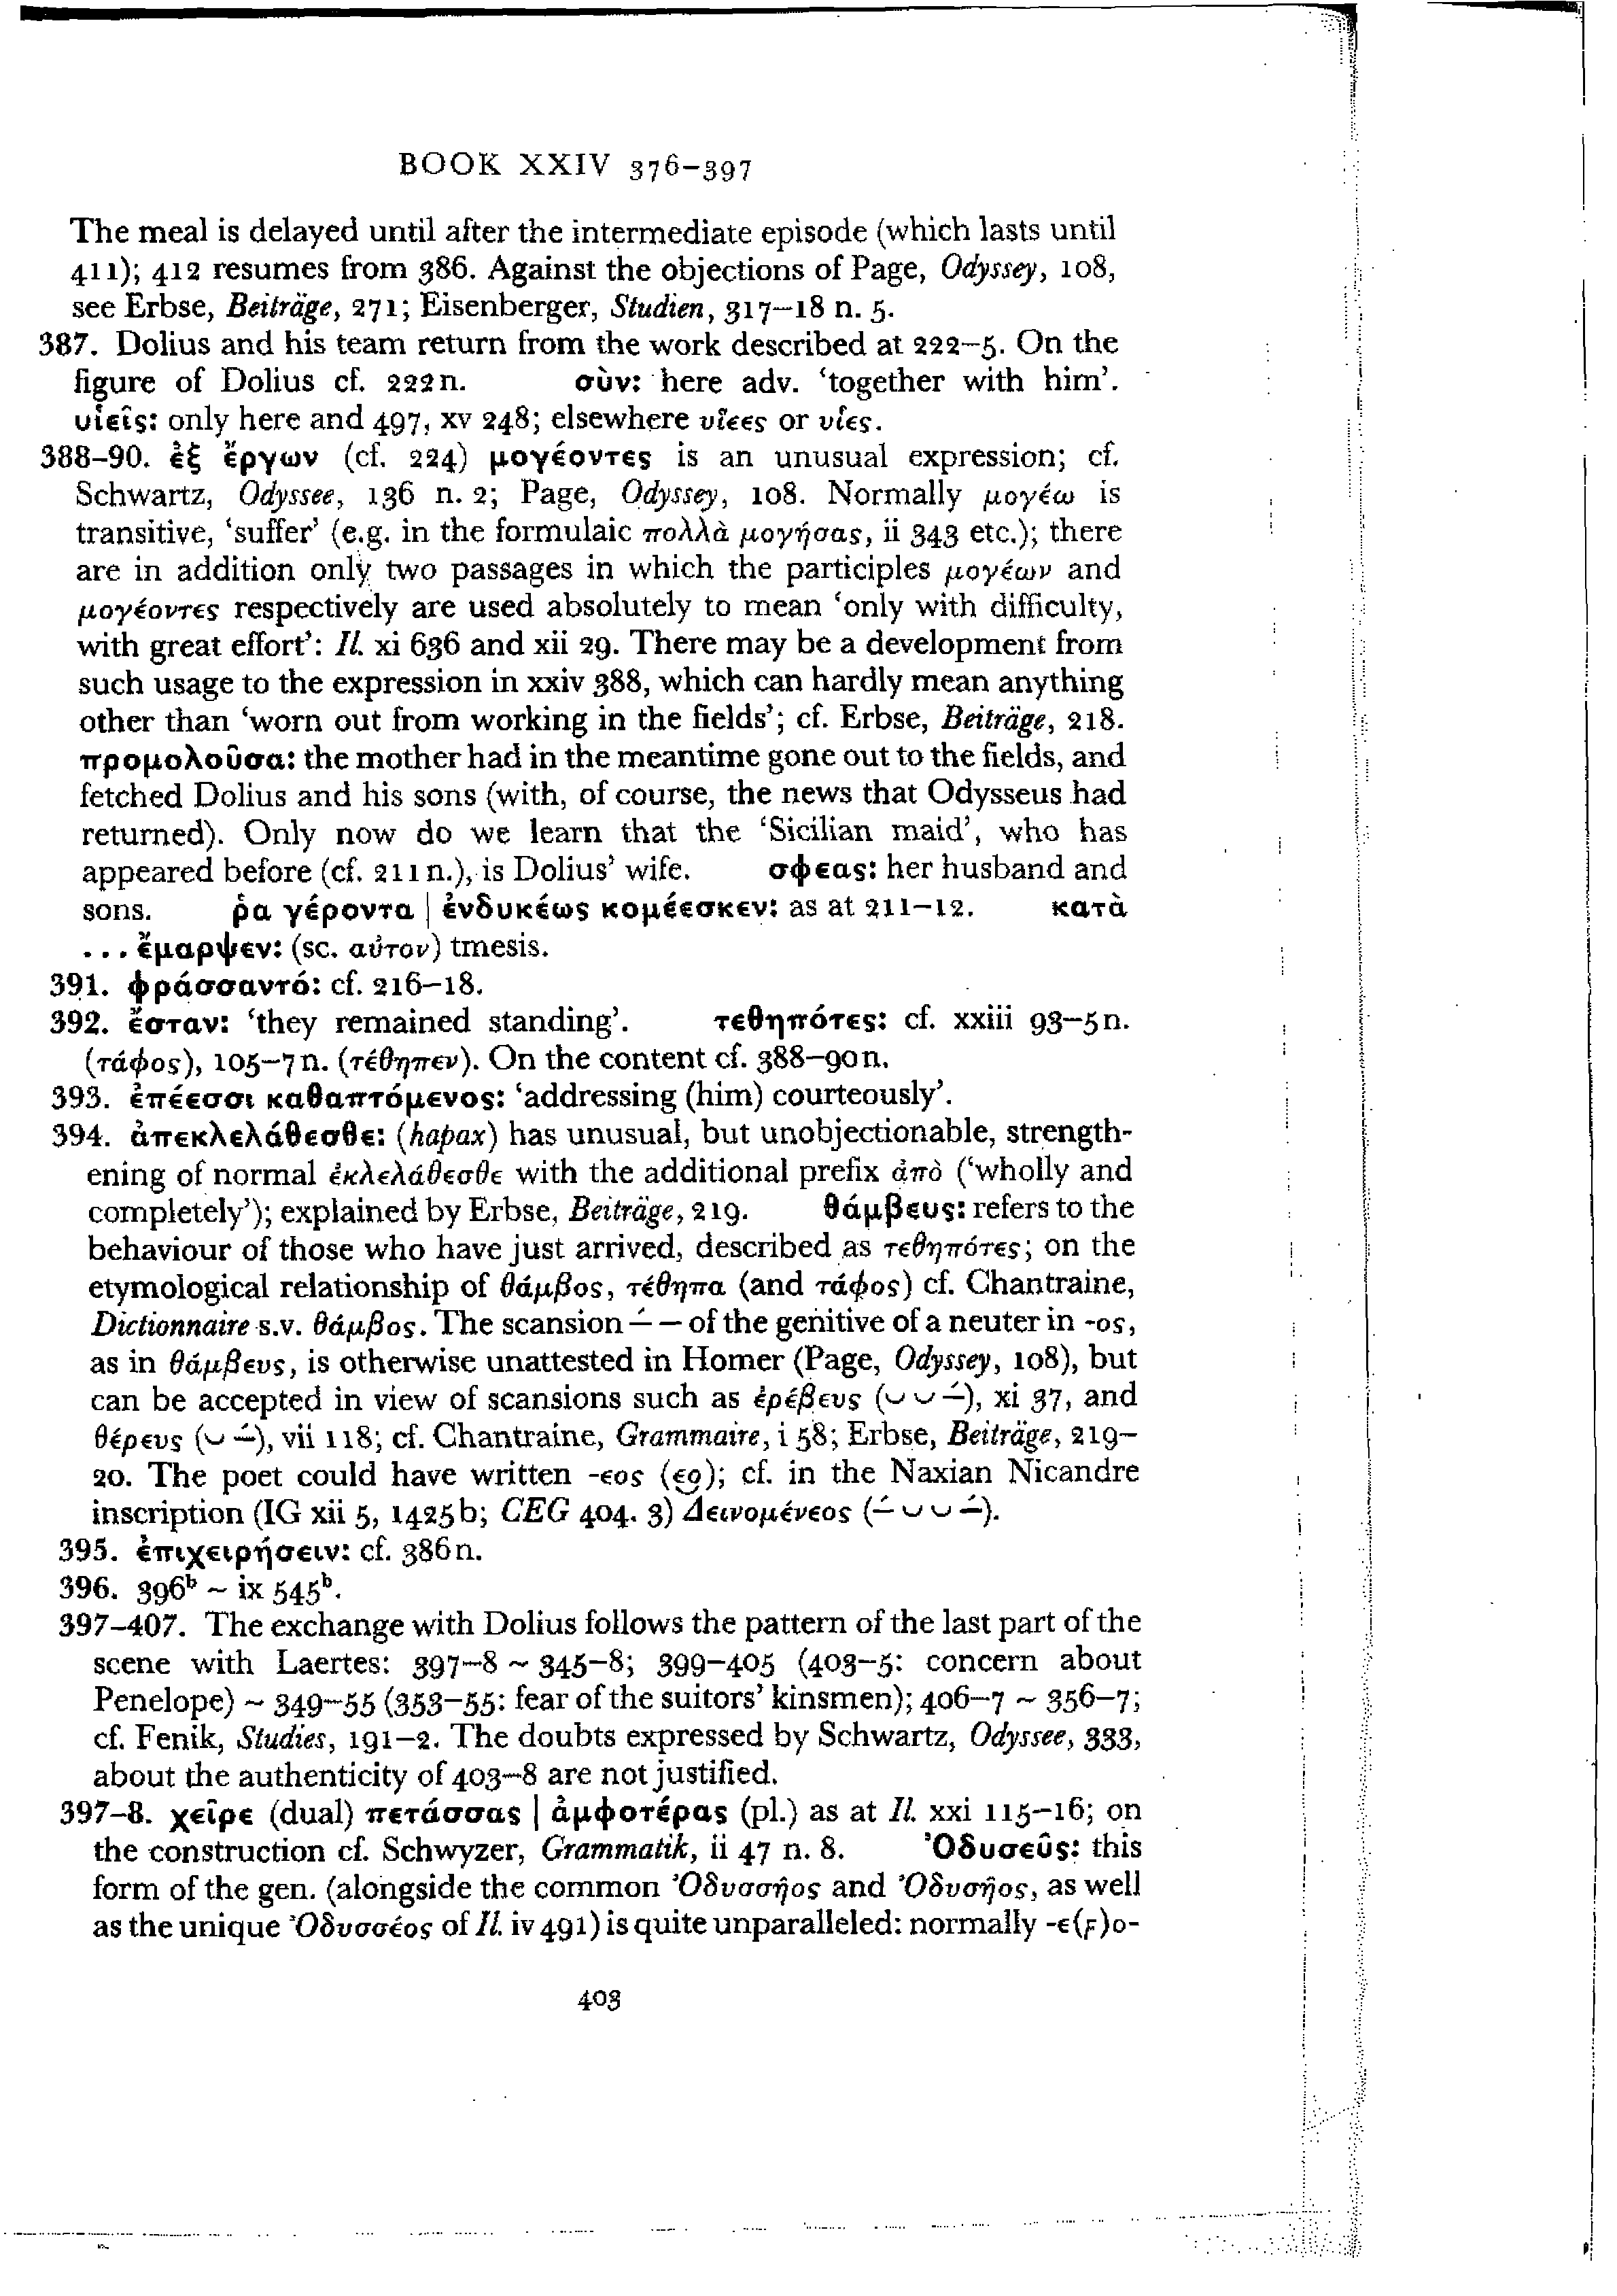 BOOK XXIV 376–397
The meal is delayed until after the intermediate episode (which lasts until
411); 412 resumes from 386. Against the objections of Page, Odyssey, 108,
see Erbse, Beiträge, 271; Eisenberger, Studien, 317–18 n. 5.
387. Dolius and his team return from the work described at 222–5. On the
figure of Dolius cf. 222 n. σὺν: here adv. ‘together with him’.
υἱεῖς: only here and 497, xv 248; elsewhere υἱέες or υἷες.
388–90. ἐξ ἔργων (cf. 224) μογέοντες is an unusual expression; cf.
Schwartz, Odyssee, 136 n. 2; Page, Odyssey, 108. Normally μογέω is
transitive, ‘suffer’ (e.g. in the formulaic πολλὰ μογήσας, ii 343 etc.); there
are in addition only two passages in which the participles μογέων and
μογέοντες respectively are used absolutely to mean ‘only with difficulty,
with great effort’: Il. xi 636 and xii 29. There may be a development from
such usage to the expression in xxiv 388, which can hardly mean anything
other than ‘worn out from working in the fields’; cf. Erbse, Beiträge, 218.
προμολοῦσα: the mother had in the meantime gone out to the fields, and
fetched Dolius and his sons (with, of course, the news that Odysseus had
returned). Only now do we learn that the ‘Sicilian maid’, who has
appeared before (cf. 211 n.), is Dolius’ wife. σφεας: her husband and
sons. ῥα γέροντα | ἐνδυκέως κομέεσκεν: as at 211–12. κατὰ
... ἔμαρψεν: (sc. αὐτον) tmesis.
391. φράσσαντό: cf. 216–18.
392. ἔσταν: ‘they remained standing’. τεθηπότες: cf. xxiii 93–5 n.
(τάφος), 105–7 n. (τέθηπεν). On the content cf. 388–90 n.
393. ἐπέεσσι καθαπτόμενος: ‘addressing (him) courteously’.
394. ἀπεκλελάθεσθε: (hapax) has unusual, but unobjectionable, strength-
ening of normal ἐκλελάθεσθε with the additional prefix ἀπὸ (‘wholly and
completely’); explained by Erbse, Beiträge, 219. θάμβευς: refers to the
behaviour of those who have just arrived, described as τεθηπότες; on the
etymological relationship of θάμβος, τέθηπα (and τάφος) cf. Chantraine,
Dictionnaire s.v. θάμβος. The scansion –́ – of the genitive of a neuter in -ος,
as in θάμβευς, is otherwise unattested in Homer (Page, Odyssey, 108), but
can be accepted in view of scansions such as ἐρέβευς (⏑ ⏑ –́), xi 37, and
θέρευς (⏑ –́), vii 118; cf. Chantraine, Grammaire, i 58; Erbse, Beiträge, 219–
20. The poet could have written -εος (ε͜ο); cf. in the Naxian Nicandre
inscription (IG xii 5, 1425b; CEG 404. 3) Δεινομένεος (–́ ⏑ ⏑ –́).
395. ἐπιχειρήσειν: cf. 386 n.
396. 396ᵇ ~ ix 545ᵇ.
397–407. The exchange with Dolius follows the pattern of the last part of the
scene with Laertes: 397–8 ~ 345–8; 399–405 (403–5: concern about
Penelope) ~ 349–55 (353–55: fear of the suitors’ kinsmen); 406–7 ~ 356–7;
cf. Fenik, Studies, 191–2. The doubts expressed by Schwartz, Odyssee, 333,
about the authenticity of 403–8 are not justified.
397–8. χεῖρε (dual) πετάσσας | ἀμφοτέρας (pl.) as at Il. xxi 115–16; on
the construction cf. Schwyzer, Grammatik, ii 47 n. 8. Ὀδυσεῦς: this
form of the gen. (alongside the common Ὀδυσσῆος and Ὀδυσῆος, as well
as the unique Ὀδυσσέος of Il. iv 491) is quite unparalleled: normally -ε(ϝ)ο-
403